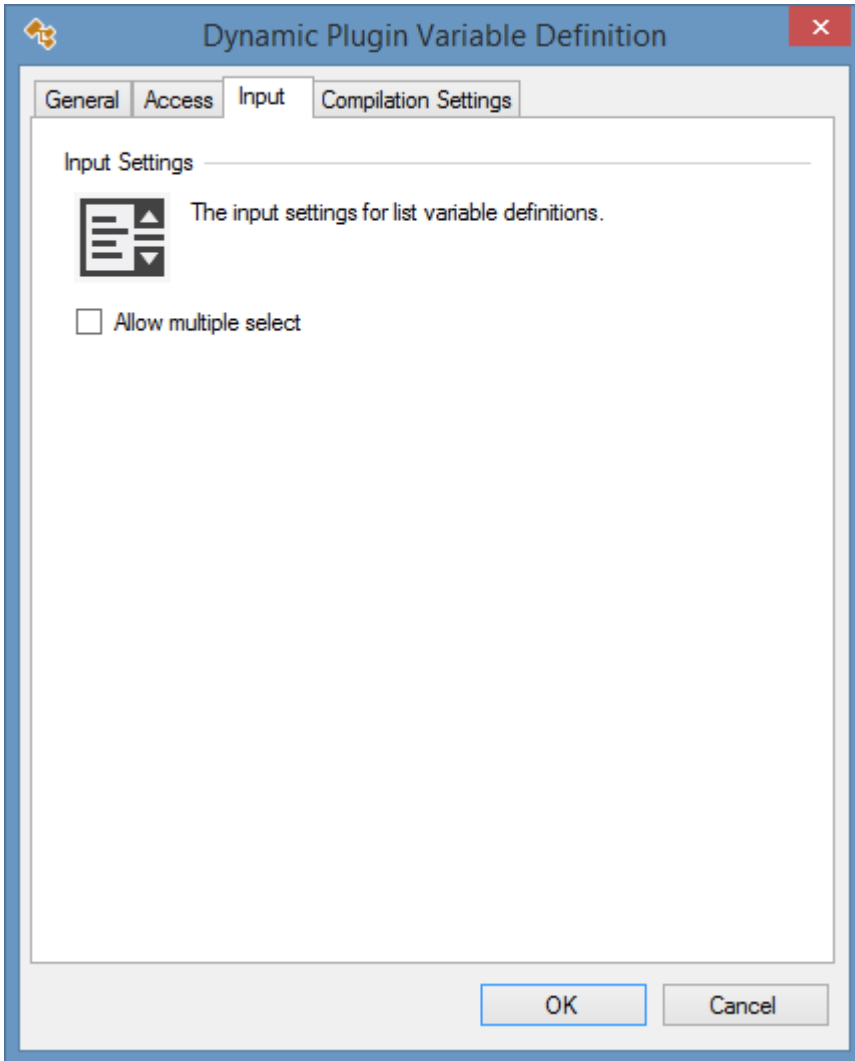 Dynamic Plugin Variable Definition
General Access Input Compilation Settings
Input Settings
The input settings for list variable definitions.
Allow multiple select
OK Cancel